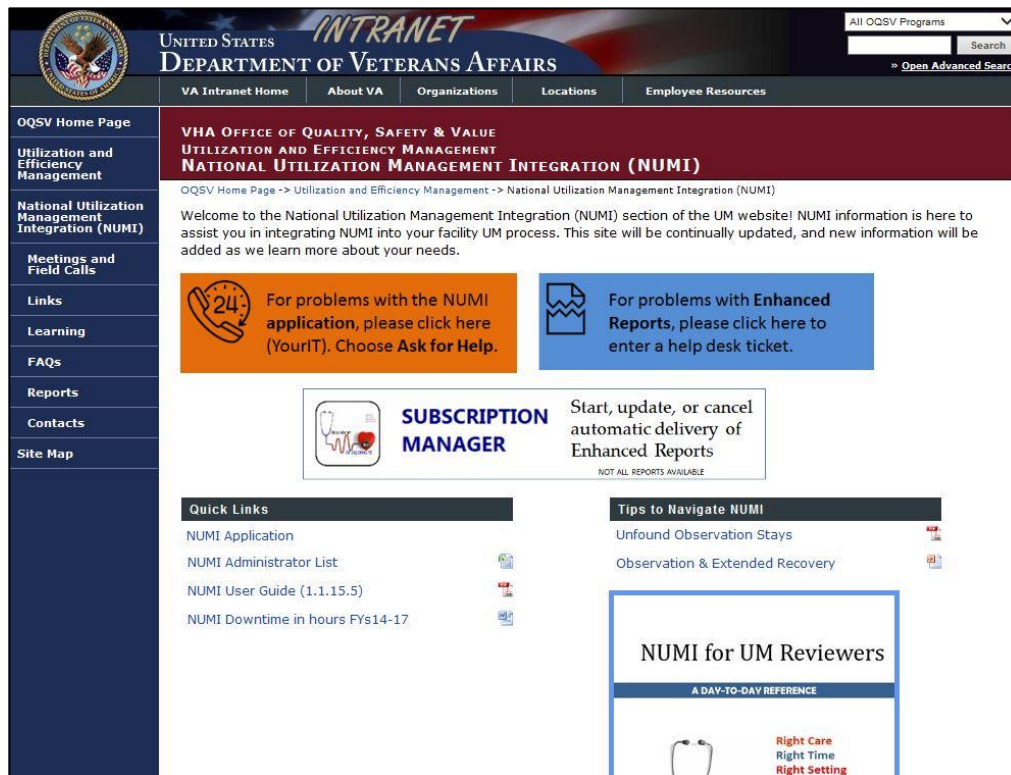 INTRANET
UNITED STATES
DEPARTMENT OF VETERANS AFFAIRS
All OQSV Programs
Search
» Open Advanced Searc
VA Intranet Home
About VA
Organizations
Locations
Employee Resources
OQSV Home Page
Utilization and
Efficiency
Management
National Utilization
Management
Integration (NUMI)
Meetings and
Field Calls
Links
Learning
FAQs
Reports
Contacts
Site Map
VHA OFFICE OF QUALITY, SAFETY & VALUE
UTILIZATION AND EFFICIENCY MANAGEMENT
NATIONAL UTILIZATION MANAGEMENT INTEGRATION (NUMI)
OQSV Home Page -> Utilization and Efficiency Management -> National Utilization Management Integration (NUMI)
Welcome to the National Utilization Management Integration (NUMI) section of the UM website! NUMI information is here to
assist you in integrating NUMI into your facility UM process. This site will be continually updated, and new information will be
added as we learn more about your needs.
24
For problems with the NUMI
application, please click here
(YourIT). Choose Ask for Help.
For problems with Enhanced
Reports, please click here to
enter a help desk ticket.
SUBSCRIPTION
MANAGER
Start, update, or cancel
automatic delivery of
Enhanced Reports
NOT ALL REPORTS AVAILABLE
Quick Links
NUMI Application
NUMI Administrator List
NUMI User Guide (1.1.15.5)
NUMI Downtime in hours FYs14-17
Tips to Navigate NUMI
Unfound Observation Stays
Observation & Extended Recovery
NUMI for UM Reviewers
A DAY-TO-DAY REFERENCE
Right Care
Right Time
Right Setting